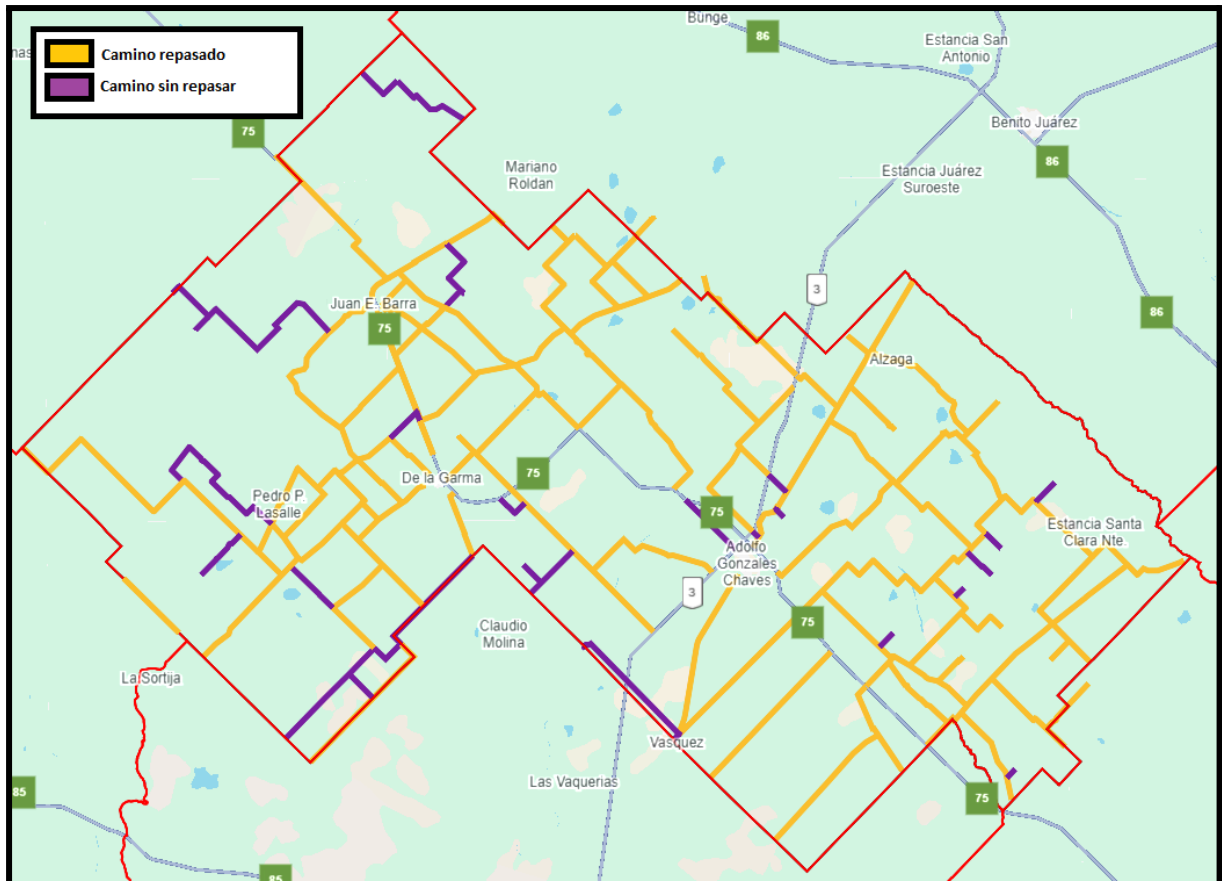 Camino repasado
Camino sin repasar
Bunge
86
Estancia San
Antonio
Benito Juárez
75
86
Mariano
Roldan
Estancia Juárez
Suroeste
3
86
Juan E. Barra
75
Alzaga
De la Garma
75
Pedro P.
Lasalle
75
Estancia Santa
Clara Nte.
Adolfo
Gonzales
Chaves
3
75
Claudio
Molina
La Sortija
Vasquez
Las Vaquerias
85
75
85